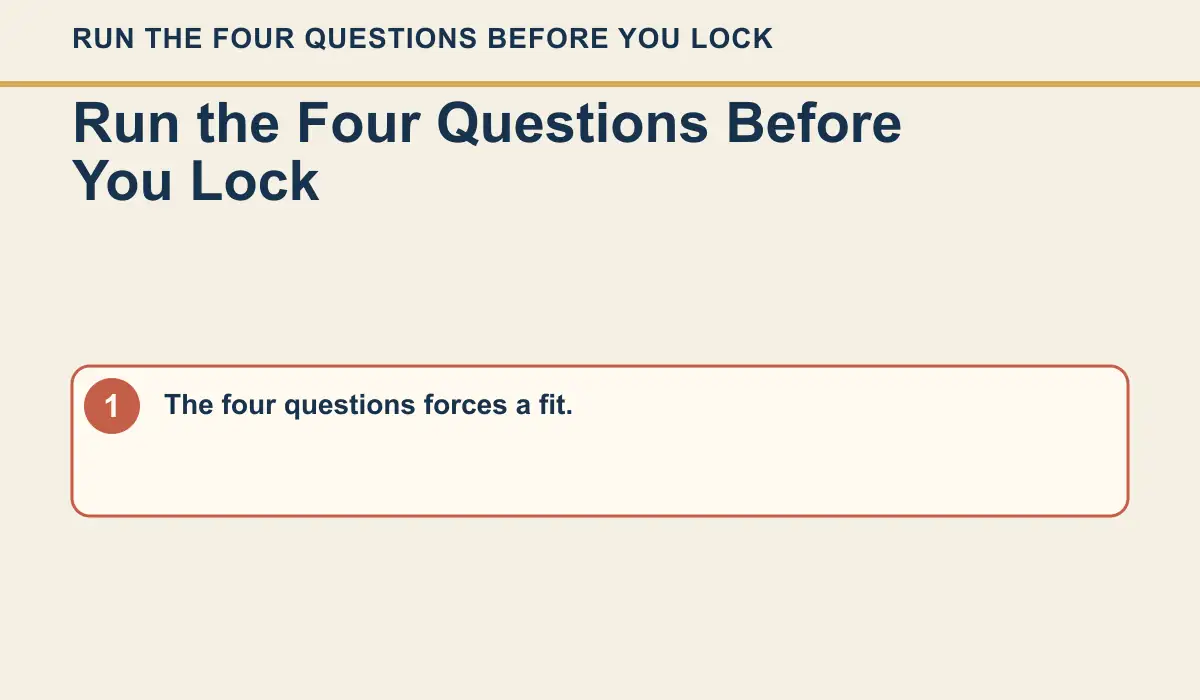 RUN THE FOUR QUESTIONS BEFORE YOU LOCK
Run the Four Questions Before
You Lock
1
The four questions forces a fit.